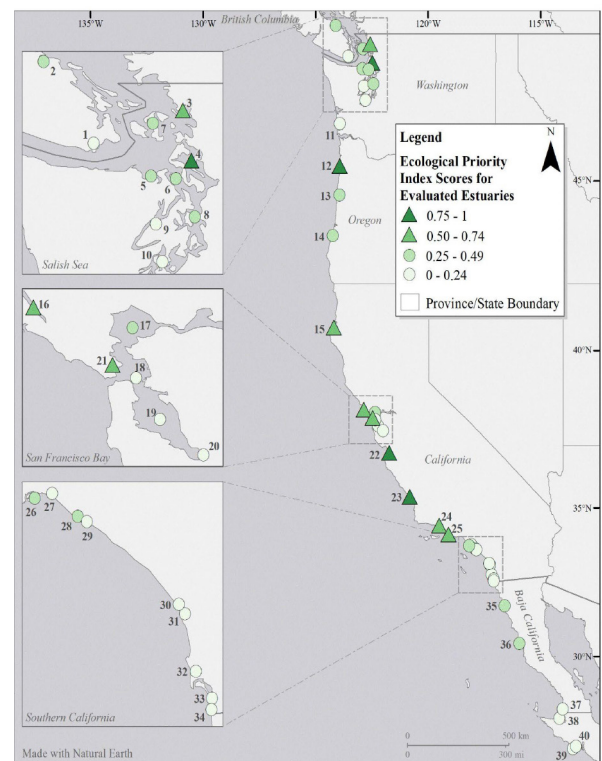 135°W
130°W
British Columbia
120°W
115°W
Washington
2
3
7
1
4
5
6
8
9
10
Salish Sea
11
12
13
14
Oregon
15
Legend
N
Ecological Priority
Index Scores for
Evaluated Estuaries
0.75 - 1
0.50 - 0.74
0.25 - 0.49
0 - 0.24
Province/State Boundary
45°N
40°N
16
17
21
18
19
20
San Francisco Bay
22
California
23
24
25
35°N
26
27
28
29
30
31
32
33
34
Southern California
35
36
Baja California
30°N
37
38
40
39
Made with Natural Earth
0
500 km
0
300 mi